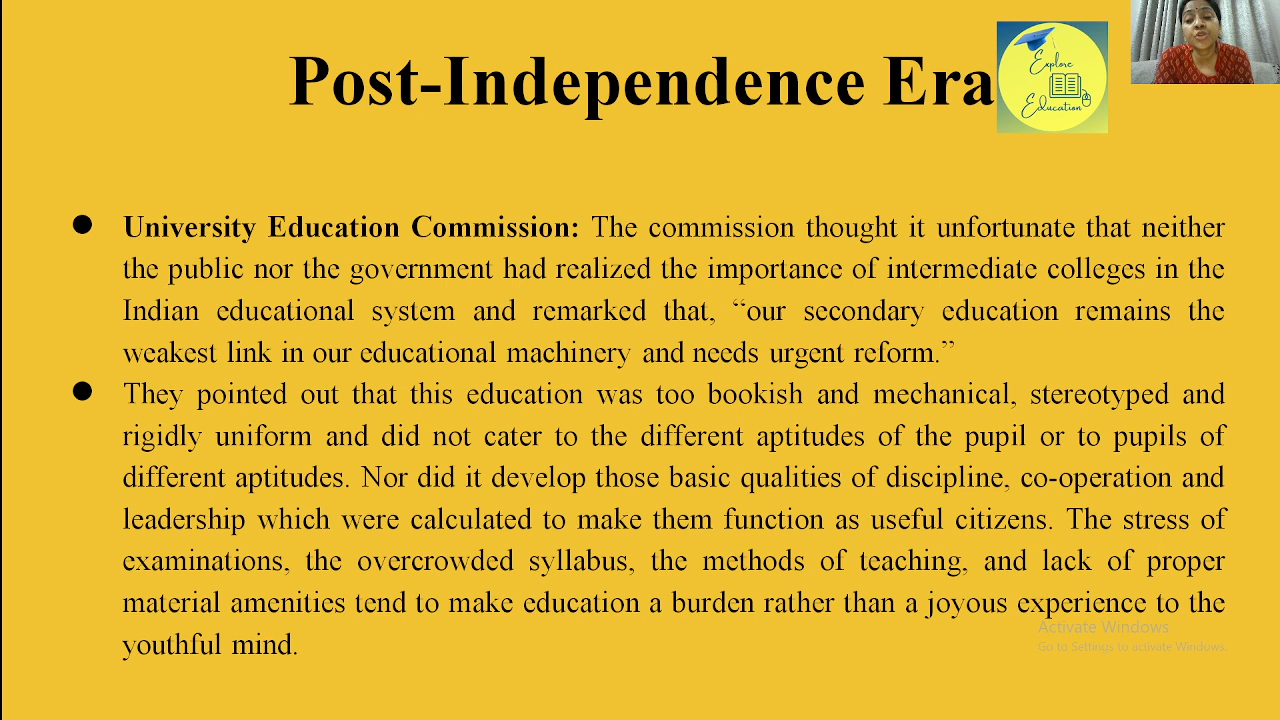 Post-Independence Era
Explore
Education
● University Education Commission: The commission thought it unfortunate that neither
the public nor the government had realized the importance of intermediate colleges in the
Indian educational system and remarked that, “our secondary education remains the
weakest link in our educational machinery and needs urgent reform.”
● They pointed out that this education was too bookish and mechanical, stereotyped and
rigidly uniform and did not cater to the different aptitudes of the pupil or to pupils of
different aptitudes. Nor did it develop those basic qualities of discipline, co-operation and
leadership which were calculated to make them function as useful citizens. The stress of
examinations, the overcrowded syllabus, the methods of teaching, and lack of proper
material amenities tend to make education a burden rather than a joyous experience to the
youthful mind.
Activate Windows
Go to Settings to activate Windows.